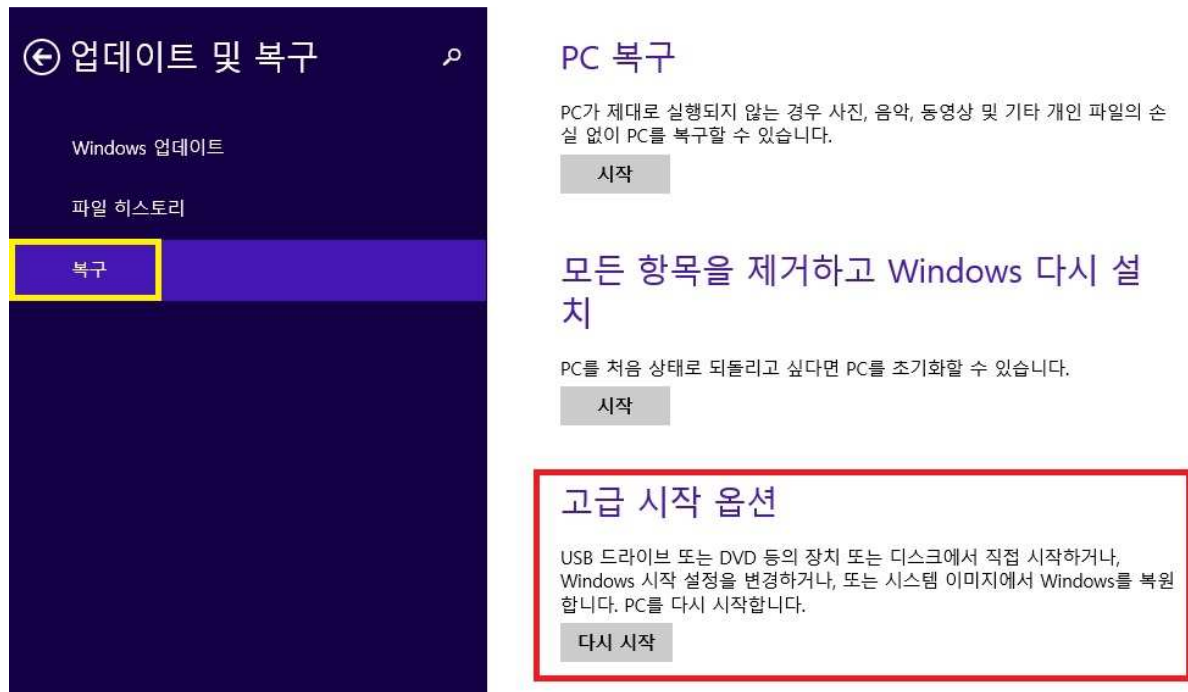 업데이트 및 복구
Windows 업데이트
파일 히스토리
복구
PC 복구
PC가 제대로 실행되지 않는 경우 사진, 음악, 동영상 및 기타 개인 파일의 손
실 없이 PC를 복구할 수 있습니다.
시작
모든 항목을 제거하고 Windows 다시 설
치
PC를 처음 상태로 되돌리고 싶다면 PC를 초기화할 수 있습니다.
시작
고급 시작 옵션
USB 드라이브 또는 DVD 등의 장치 또는 디스크에서 직접 시작하거나,
Windows 시작 설정을 변경하거나, 또는 시스템 이미지에서 Windows를 복원
합니다. PC를 다시 시작합니다.
다시 시작